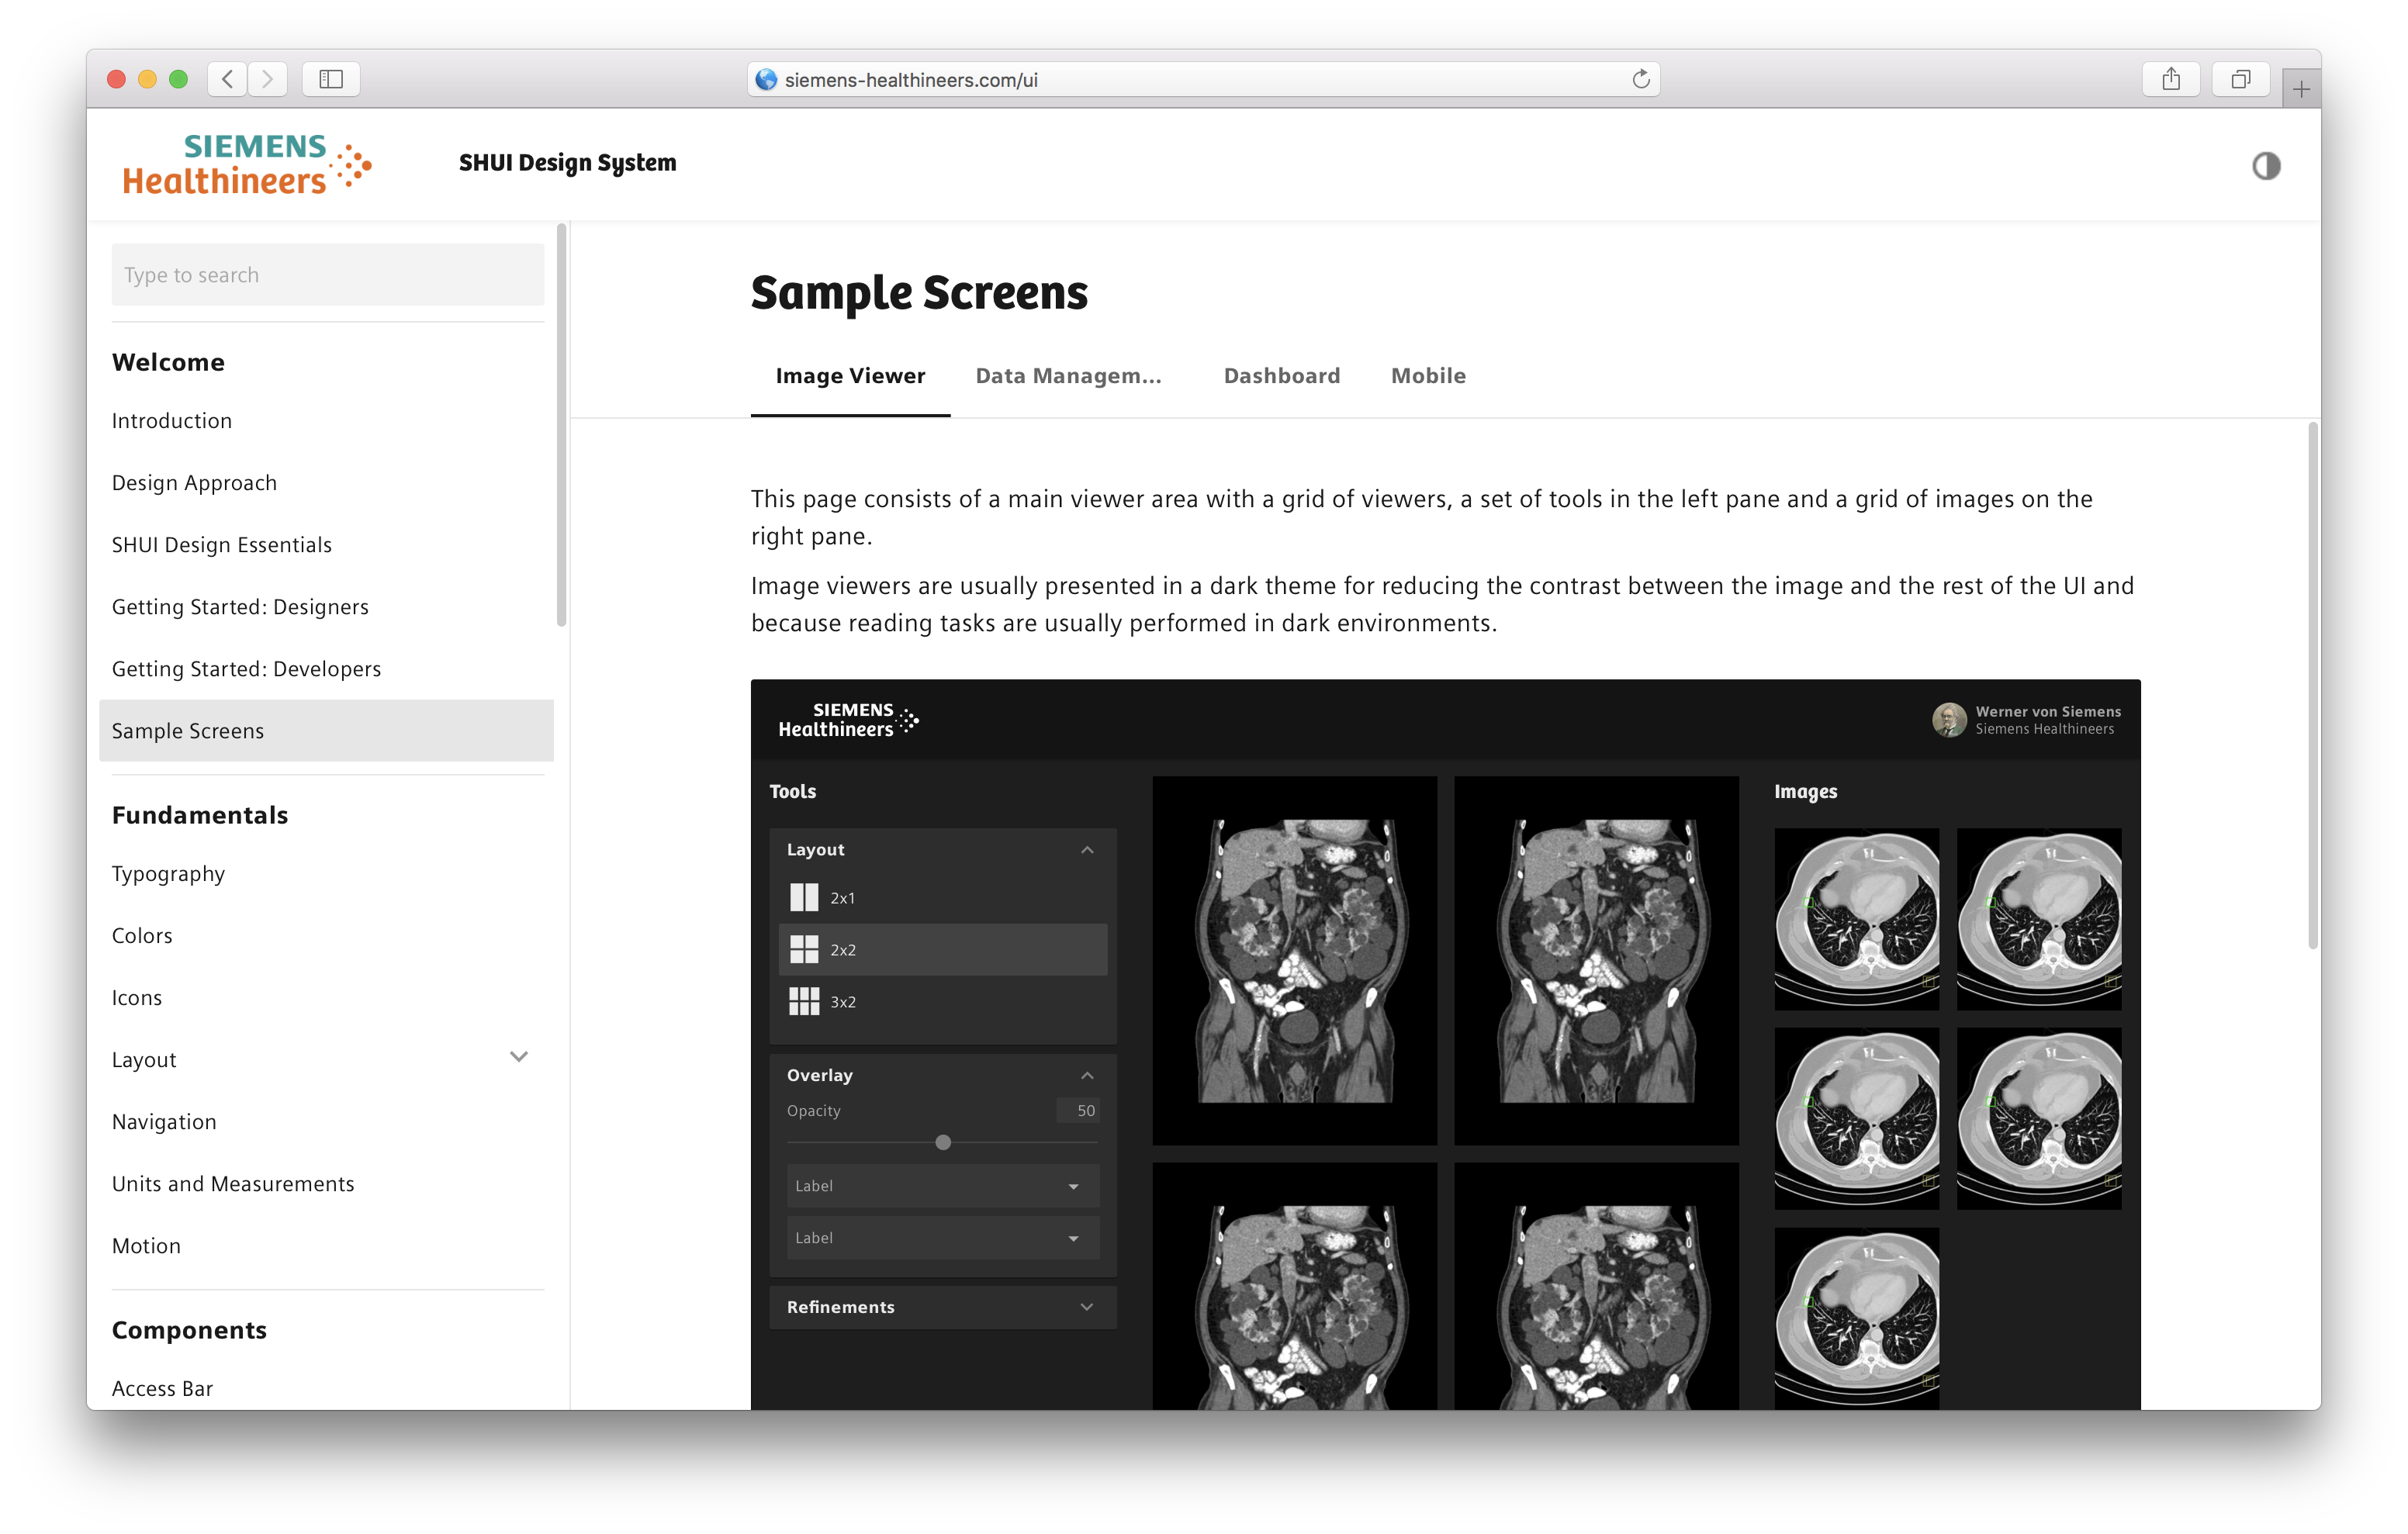 siemens-healthineers.com/ui
SIEMENS
Healthineers
SHUI Design System
Type to search
Welcome
Introduction
Design Approach
SHUI Design Essentials
Getting Started: Designers
Getting Started: Developers
Sample Screens
Fundamentals
Typography
Colors
Icons
Layout
Navigation
Units and Measurements
Motion
Components
Access Bar
Sample Screens
Image Viewer
Data Managem...
Dashboard
Mobile
This page consists of a main viewer area with a grid of viewers, a set of tools in the left pane and a grid of images on the
right pane.
Image viewers are usually presented in a dark theme for reducing the contrast between the image and the rest of the UI and
because reading tasks are usually performed in dark environments.
SIEMENS
Healthineers
Werner von Siemens
Siemens Healthineers
Tools
Layout
2x1
2x2
3x2
Overlay
Opacity
50
Label
Label
Refinements
Images